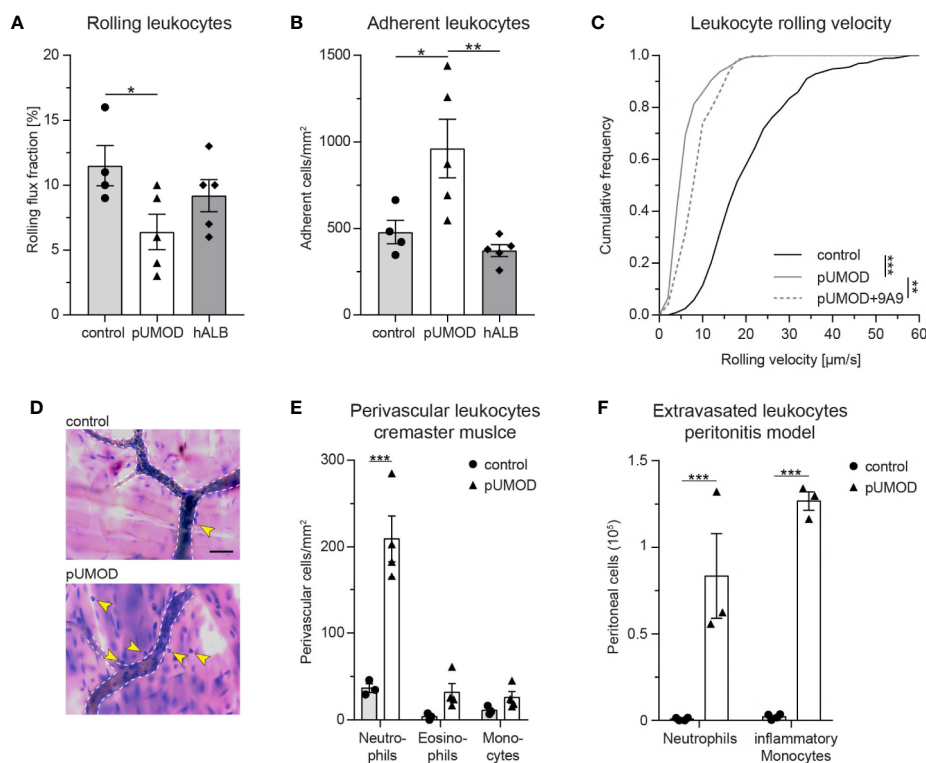 A Rolling leukocytes
Rolling flux fraction [%]
20
15
10
5
0
*
control pUMOD hALB
B Adherent leukocytes
Adherent cells/mm²
1500
1000
500
0
* **
control pUMOD hALB
C Leukocyte rolling velocity
Cumulative frequency
1.0
0.8
0.6
0.4
0.2
0.0
control
pUMOD
pUMOD+9A9
***
**
0 10 20 30 40 50 60
Rolling velocity [µm/s]
D
control
pUMOD
E Perivascular leukocytes
cremaster muslce
control
pUMOD
***
Perivascular cells/mm²
300
200
100
0
Neutro-
phils
Eosino-
phils
Mono-
cytes
F Extravasated leukocytes
peritonitis model
control
pUMOD
*** ***
Peritoneal cells (10⁵)
1.5
1
0.5
0
Neutrophils
inflammatory
Monocytes